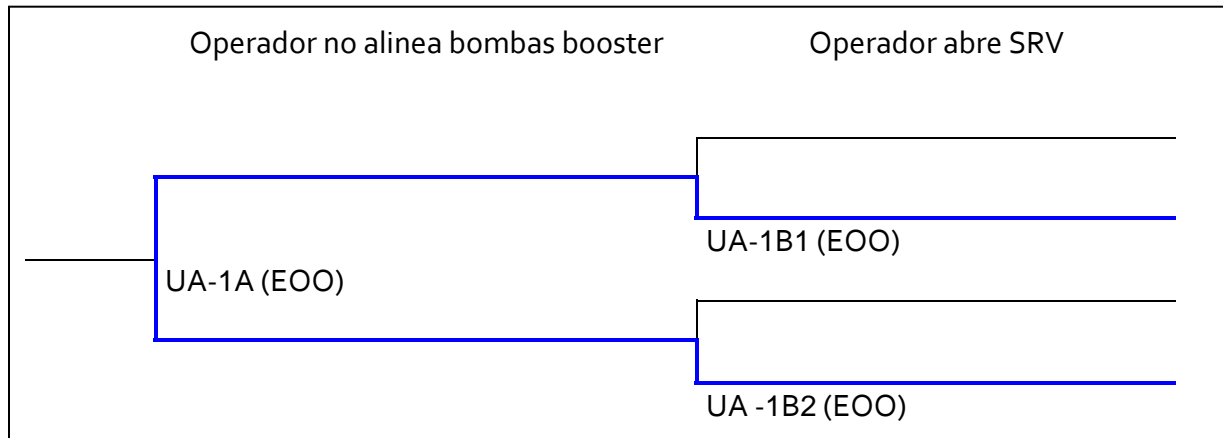 Operador no alinea bombas booster
Operador abre SRV
UA-1B1 (EOO)
UA-1A (EOO)
UA -1B2 (EOO)